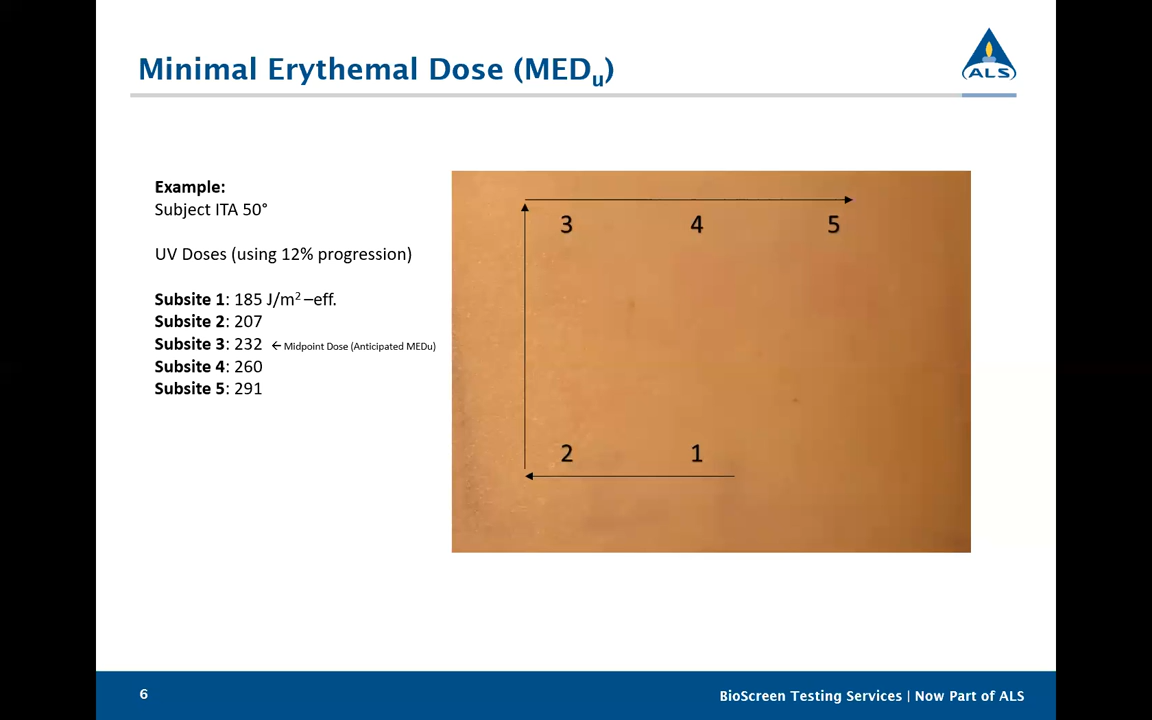 Minimal Erythemal Dose (MEDu)
ALS
Example:
Subject ITA 50°
UV Doses (using 12% progression)
Subsite 1: 185 J/m² –eff.
Subsite 2: 207
Subsite 3: 232 ← Midpoint Dose (Anticipated MEDu)
Subsite 4: 260
Subsite 5: 291
3 4 5
2 1
6
BioScreen Testing Services | Now Part of ALS